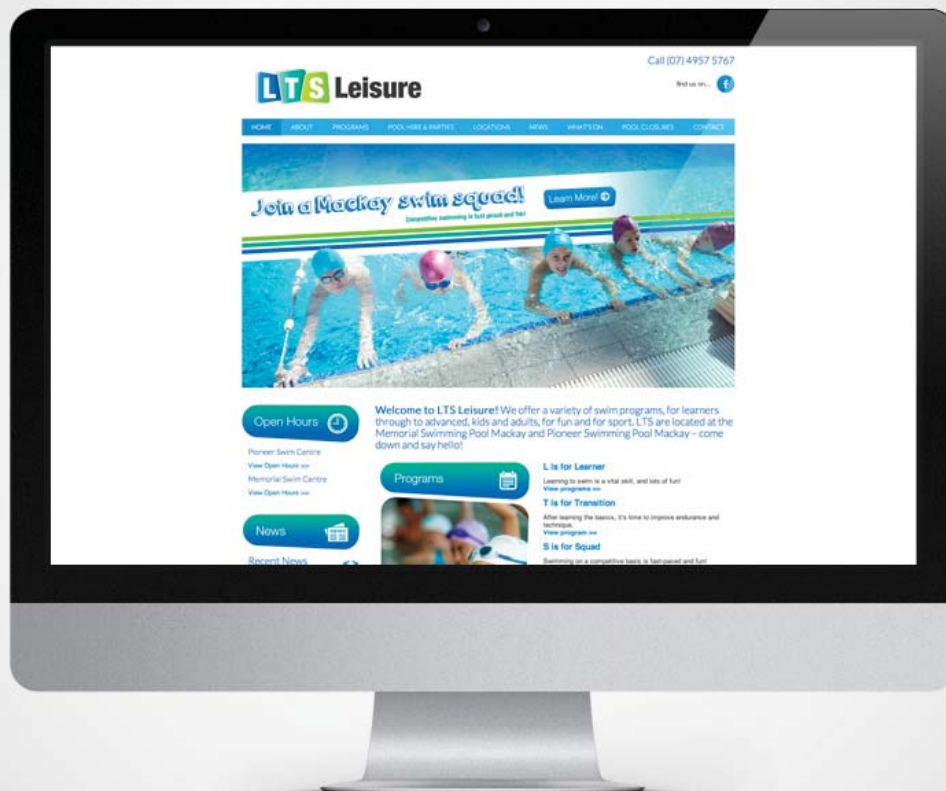 Call (07) 4957 5767
LTS Leisure
find us on...
HOME ABOUT PROGRAMS POOL HIRE & PARTIES LOCATIONS NEWS WHAT'S ON POOL CLOSURES CONTACT
Join a Mackay swim squad!
Learn More!
Competitive swimming is fast paced and fun!
Open Hours
Pioneer Swim Centre
View Open Hours >>
Memorial Swim Centre
View Open Hours >>
News
Recent News
Welcome to LTS Leisure! We offer a variety of swim programs, for learners
through to advanced, kids and adults, for fun and for sport. LTS are located at the
Memorial Swimming Pool Mackay and Pioneer Swimming Pool Mackay – come
down and say hello!
Programs
L is for Learner
Learning to swim is a vital skill, and lots of fun!
View programs >>
T is for Transition
After learning the basics, it's time to improve endurance and
technique.
View program >>
S is for Squad
Swimming on a competitive basis is fast-paced and fun!